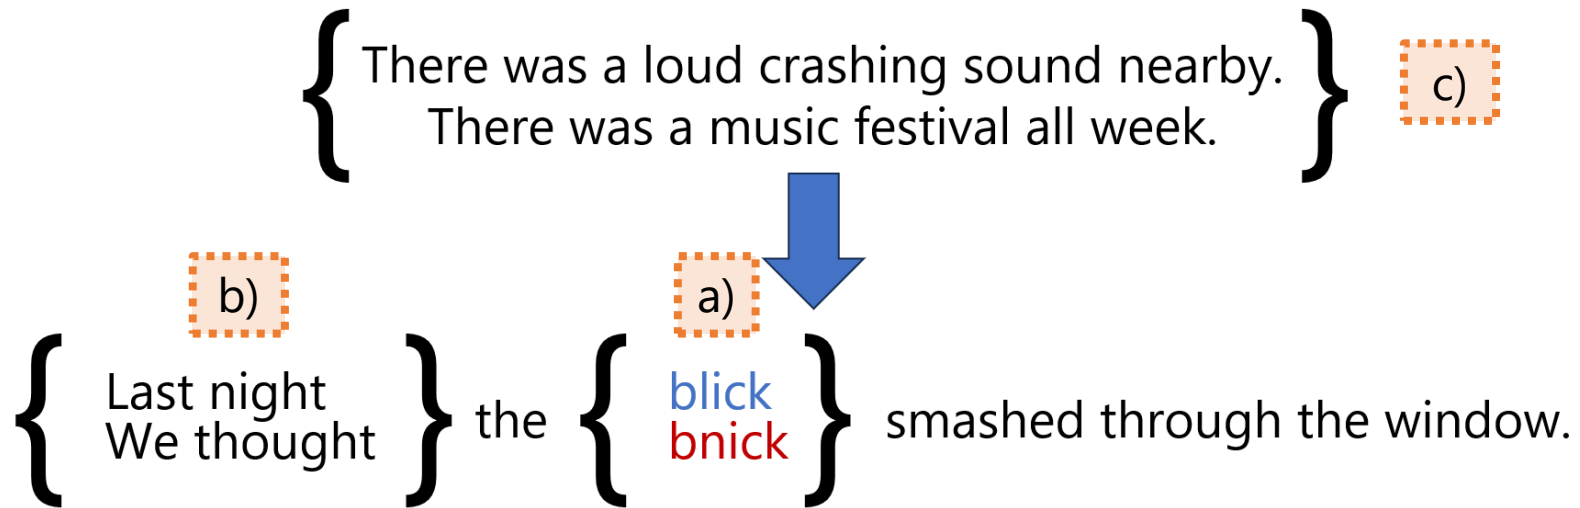 There was a loud crashing sound nearby.
There was a music festival all week.
c)
b)
a)
Last night
We thought
the
blick
bnick
smashed through the window.